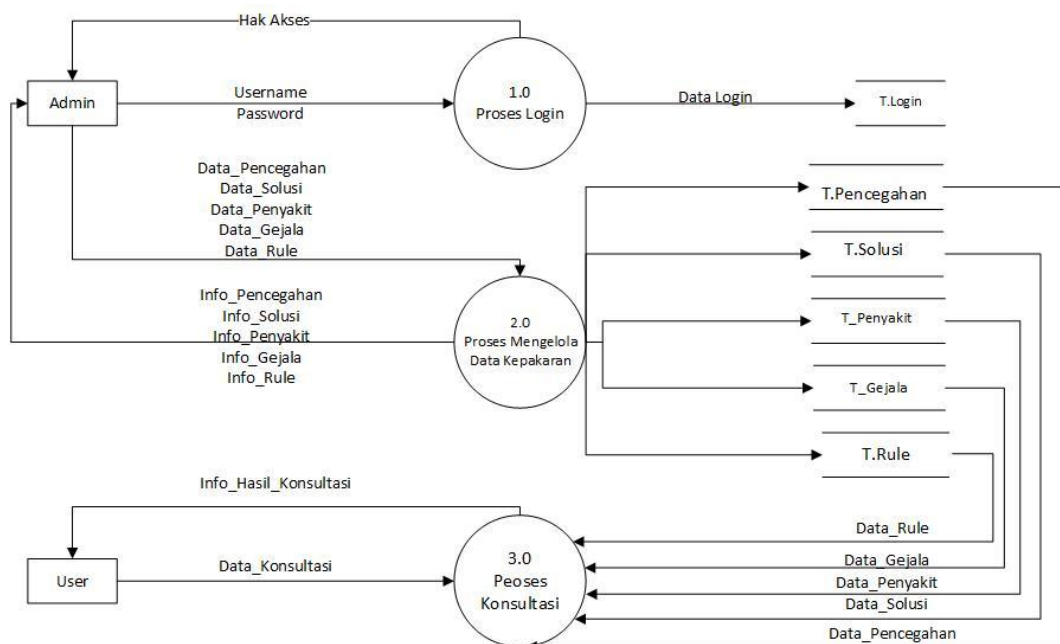 Hak Akses
Admin
Username
Password
1.0
Proses Login
Data Login
T.Login
Data_Pencegahan
Data_Solusi
Data_Penyakit
Data_Gejala
Data_Rule
T.Pencegahan
T.Solusi
Info_Pencegahan
Info_Solusi
Info_Penyakit
Info_Gejala
Info_Rule
2.0
Proses Mengelola
Data Kepakaran
T_Penyakit
T_Gejala
T.Rule
Info_Hasil_Konsultasi
User
Data_Konsultasi
3.0
Peoses
Konsultasi
Data_Rule
Data_Gejala
Data_Penyakit
Data_Solusi
Data_Pencegahan